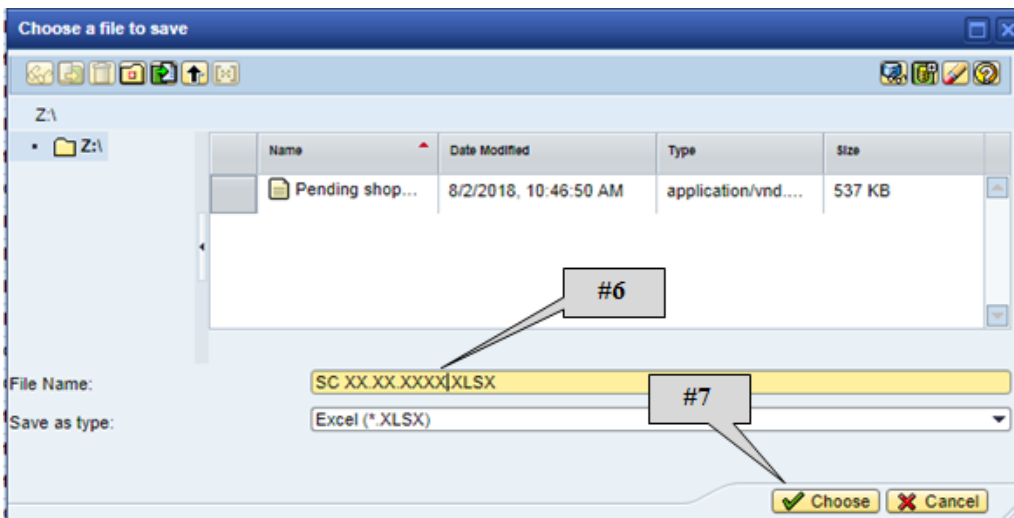 Choose a file to save
Z:\
Z:\
Name Date Modified Type Size
Pending shop... 8/2/2018, 10:46:50 AM application/vnd.... 537 KB
#6
File Name: SC XX.XX.XXXX XLSX
#7
Save as type: Excel (*.XLSX)
Choose Cancel